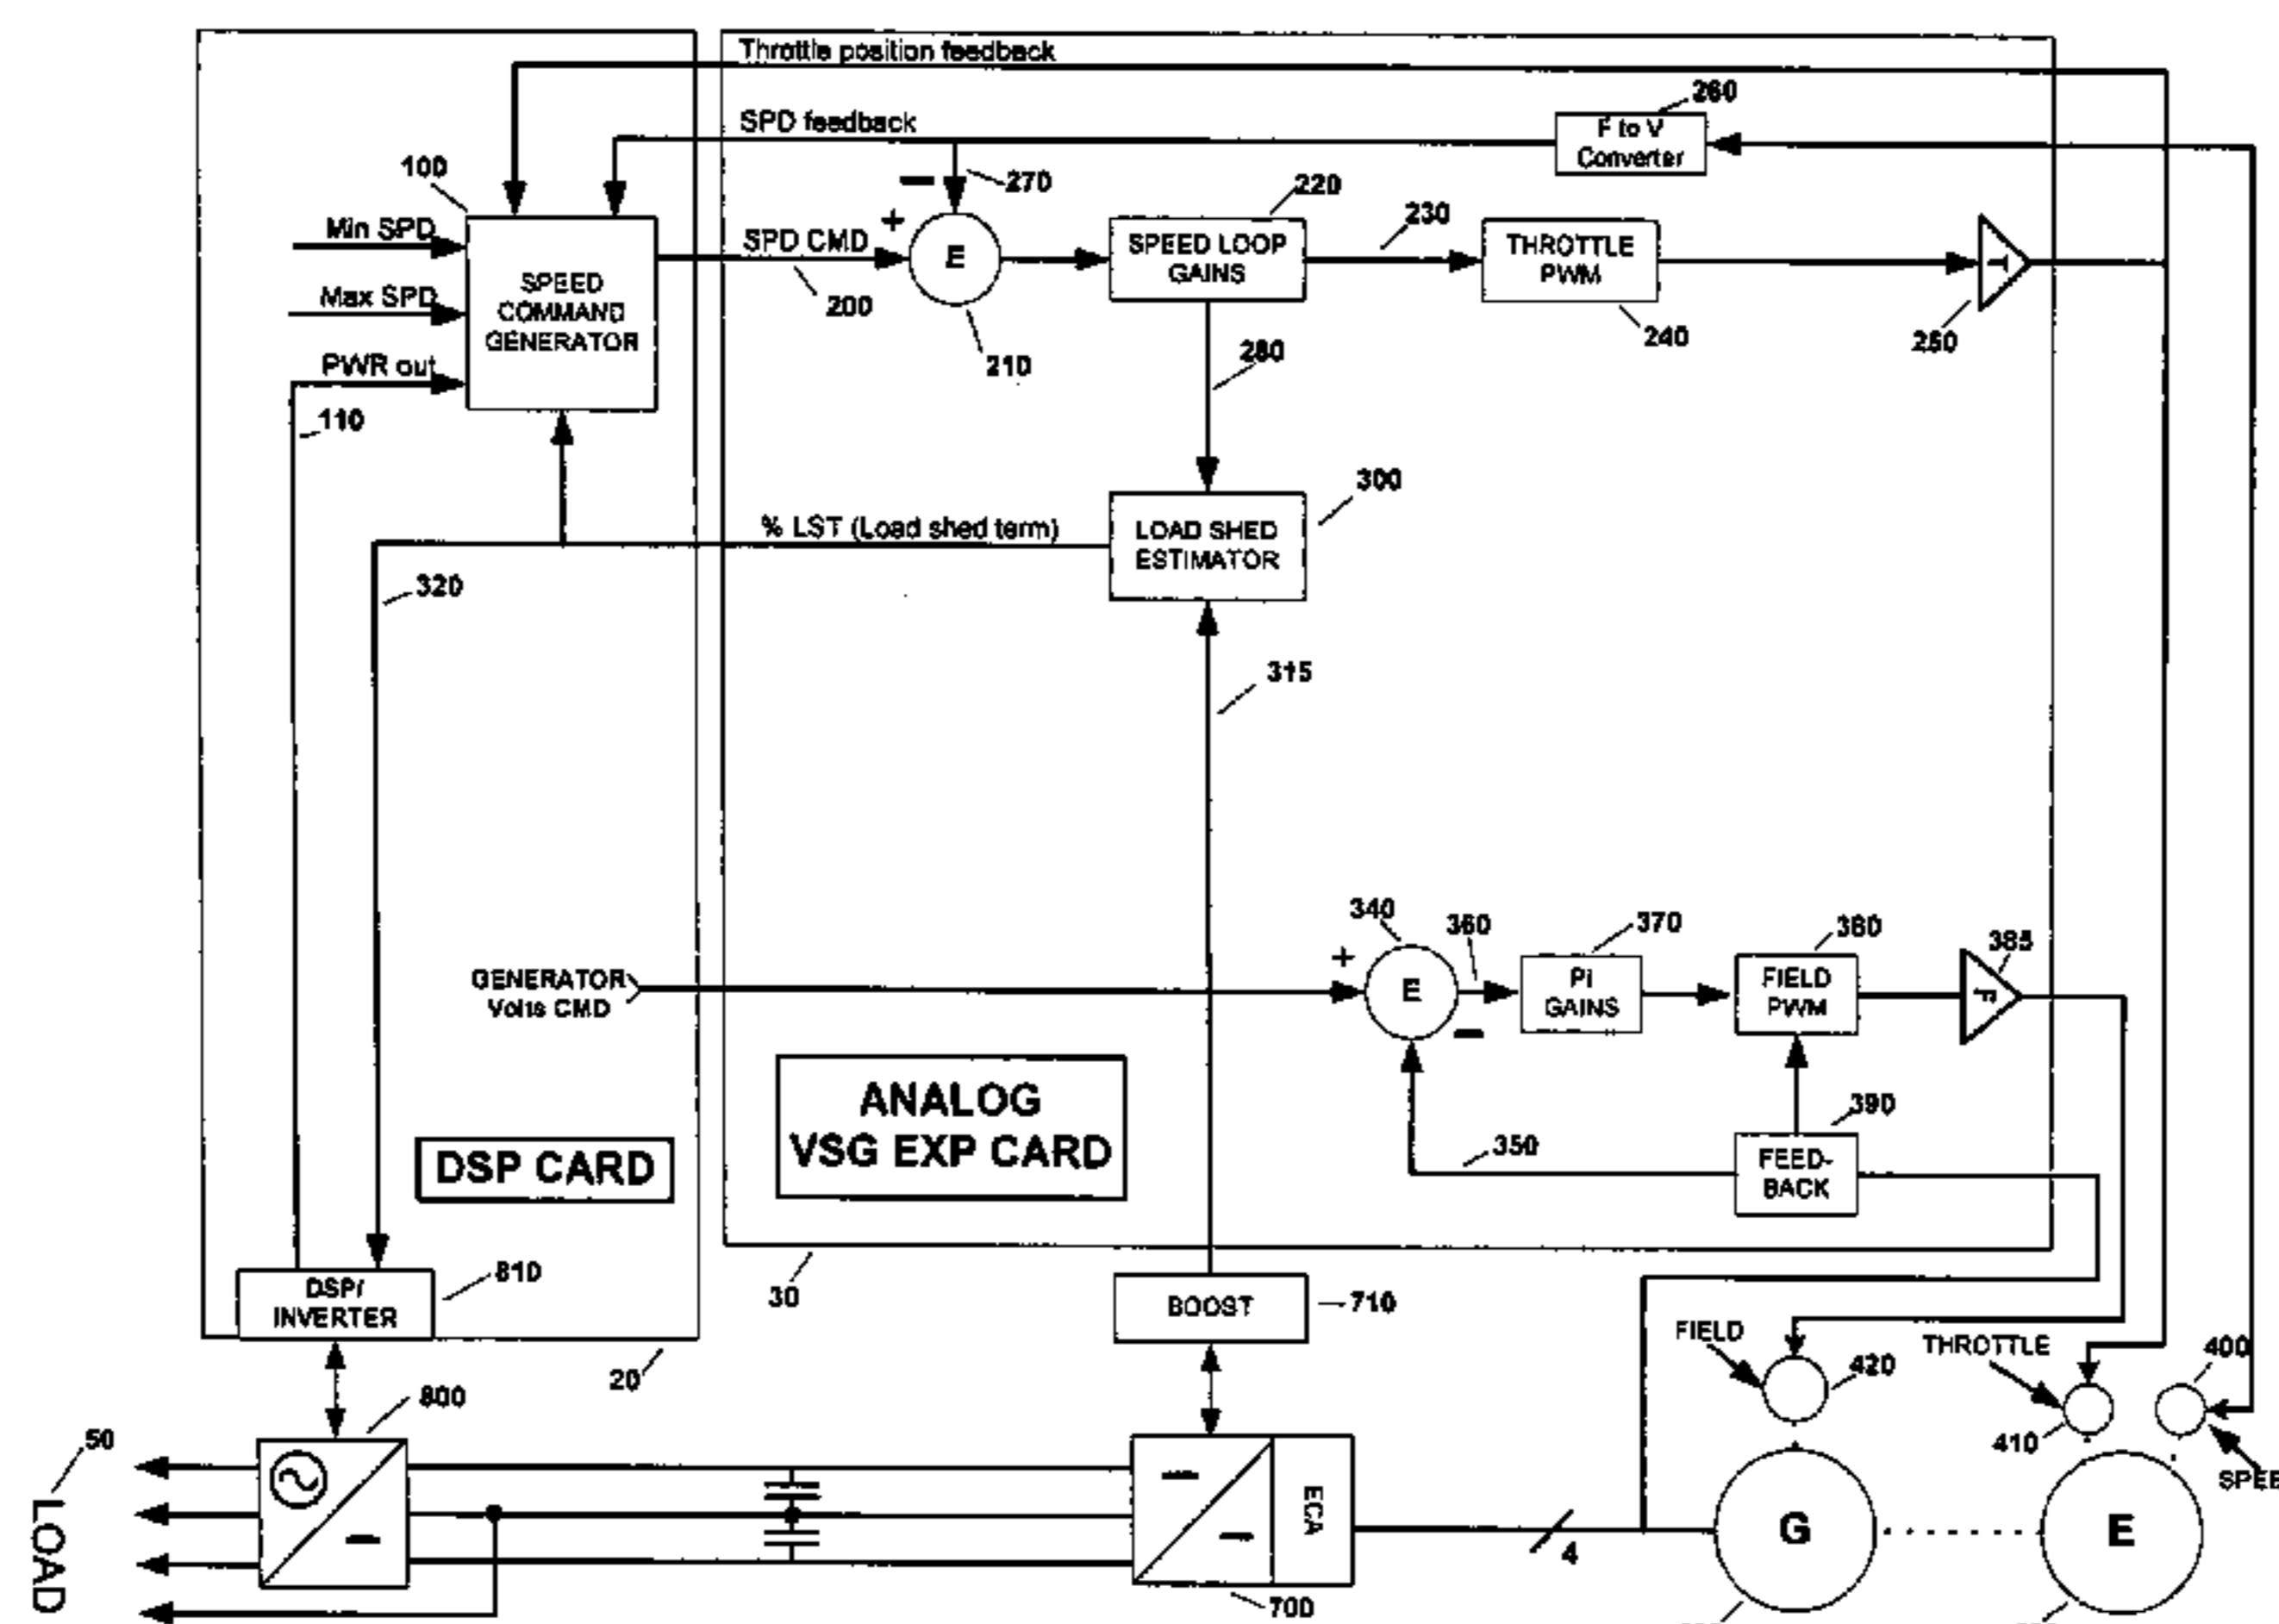 Throttle position feedback
260
SPD feedback
F to V
Converter
100
270
220
230
Min SPD
SPD CMD
E
SPEED LOOP
GAINS
THROTTLE
PWM
SPEED
COMMAND
GENERATOR
Max SPD
200
PWR out
210
280
240
250
110
300
% LST (Load shed term)
LOAD SHED
ESTIMATOR
320
315
340
360
370
380
385
GENERATOR
Volts CMD
E
Pi
GAINS
FIELD
PWM
F
ANALOG
VSG EXP CARD
390
DSP CARD
350
FEED-
BACK
810
DSP/
INVERTER
30
BOOST
710
FIELD
THROTTLE
400
20
420
800
50
410
SPEE
LOAD
ECA
4
G
E
700